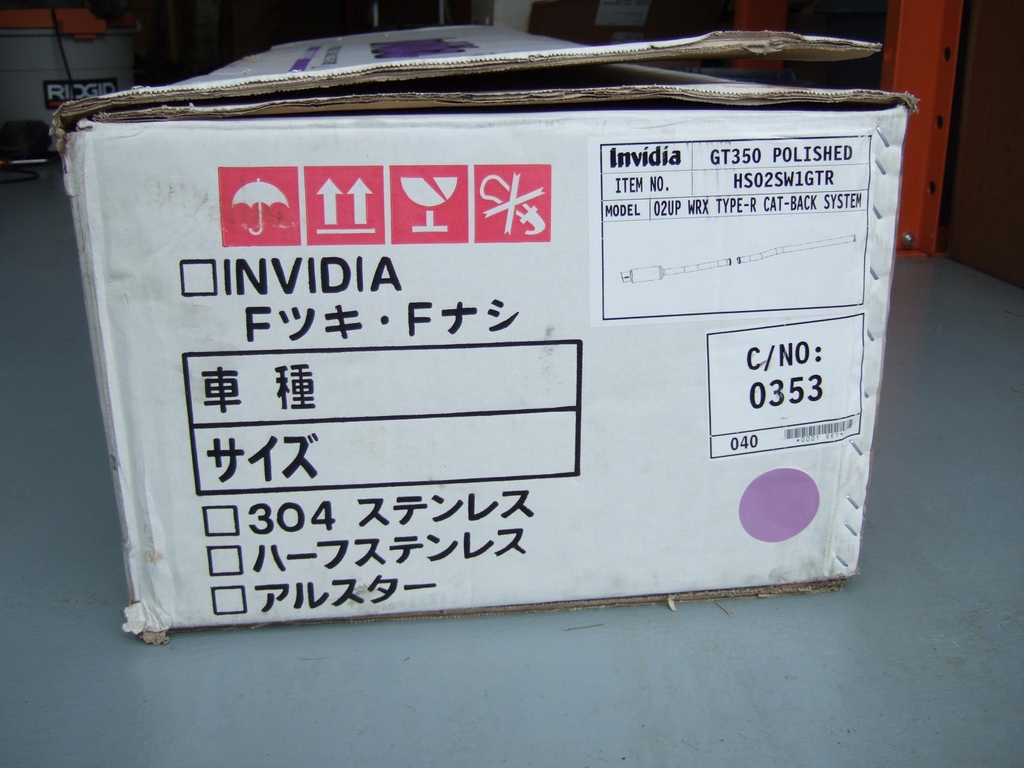 RIDGID
Invidia GT350 POLISHED
ITEM NO. HS02SW1GTR
MODEL 02UP WRX TYPE-R CAT-BACK SYSTEM
INVIDIA
Fツキ・Fナシ
車種
サイズ
304 ステンレス
ハーフステンレス
アルスター
C/NO:
0353
040